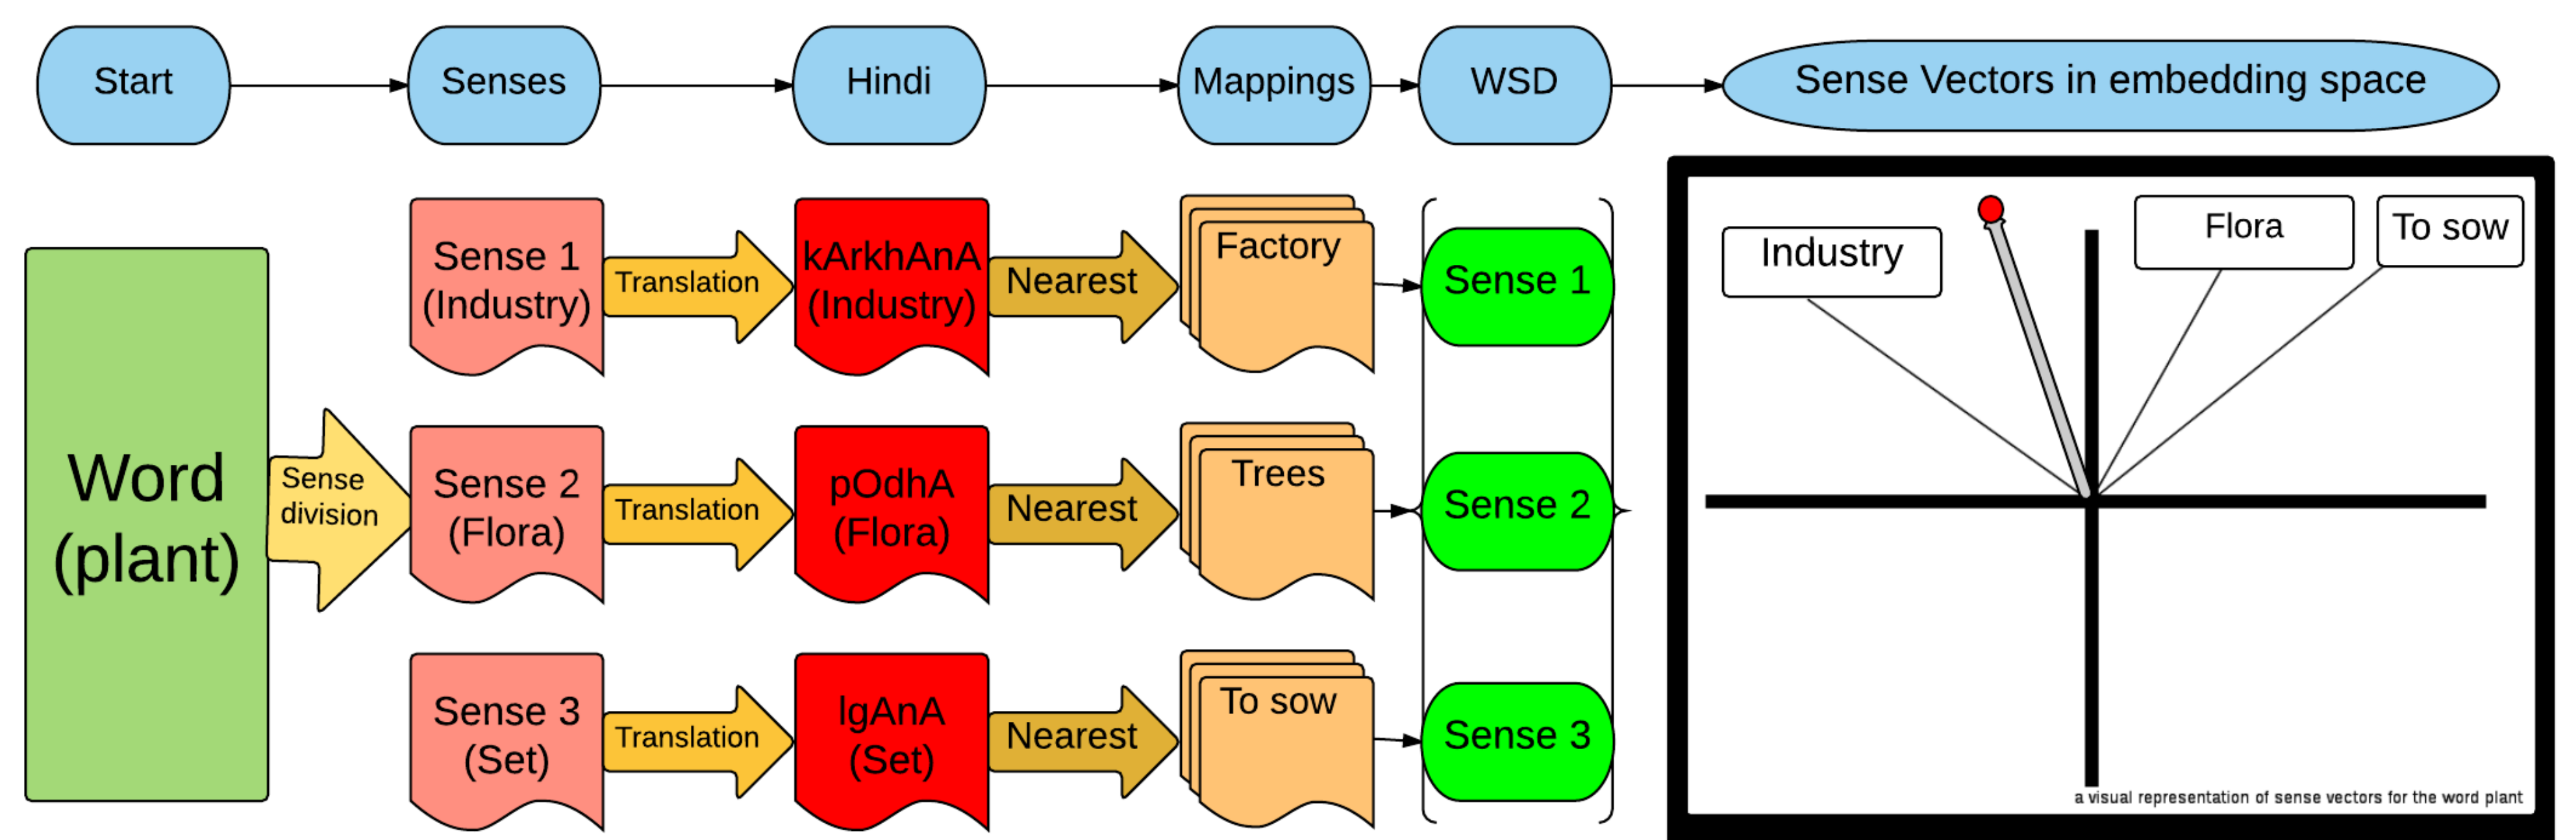 Start
Senses
Hindi
Mappings
WSD
Sense Vectors in embedding space
Word
(plant)
Sense
division
Sense 1
(Industry)
Translation
kArkhAnA
(Industry)
Nearest
Factory
Sense 1
Sense 2
(Flora)
Translation
pOdhA
(Flora)
Nearest
Trees
Sense 2
Sense 3
(Set)
Translation
lgAnA
(Set)
Nearest
To sow
Sense 3
Industry
Flora
To sow
a visual representation of sense vectors for the word plant